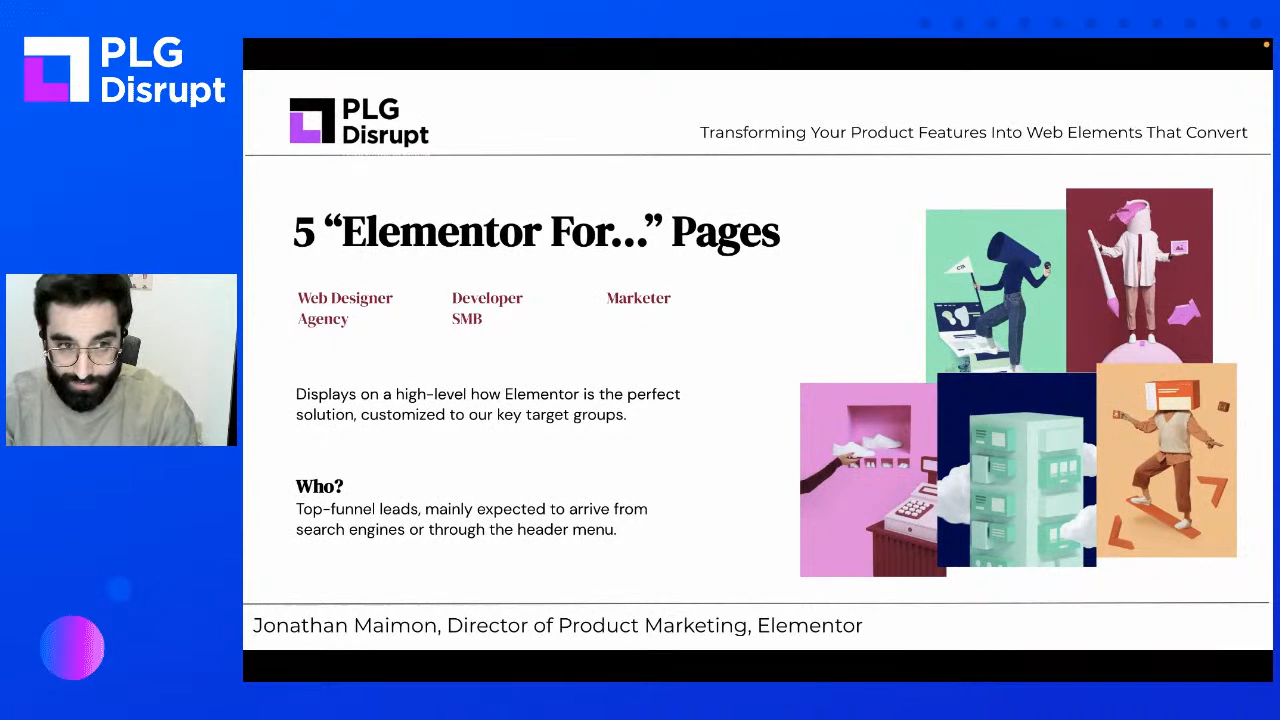 PLG
Disrupt
PLG
Disrupt
Transforming Your Product Features Into Web Elements That Convert
5 “Elementor For...” Pages
Web Designer
Developer
Marketer
Agency
SMB
Displays on a high-level how Elementor is the perfect
solution, customized to our key target groups.
Who?
Top-funnel leads, mainly expected to arrive from
search engines or through the header menu.
Jonathan Maimon, Director of Product Marketing, Elementor